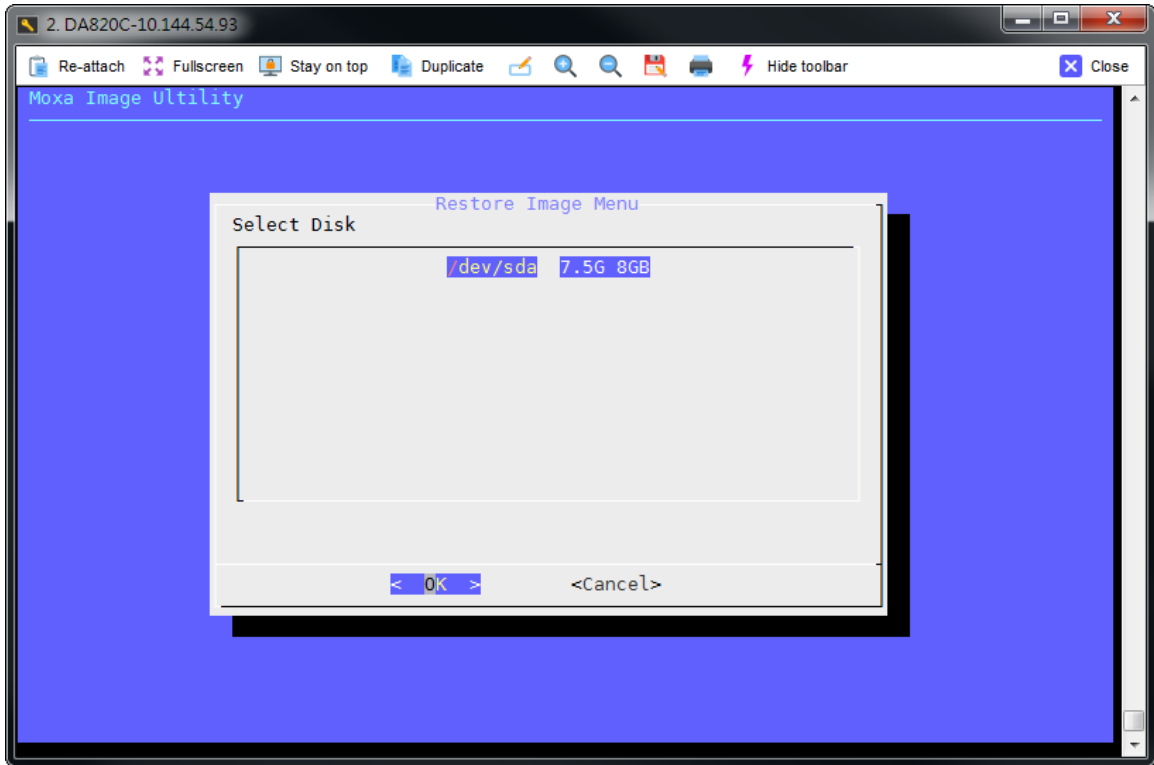 2. DA820C-10.144.54.93
Re-attach Fullscreen Stay on top Duplicate Hide toolbar Close
Moxa Image Ultility
Restore Image Menu
Select Disk
/dev/sda 7.5G 8GB
< OK > <Cancel>